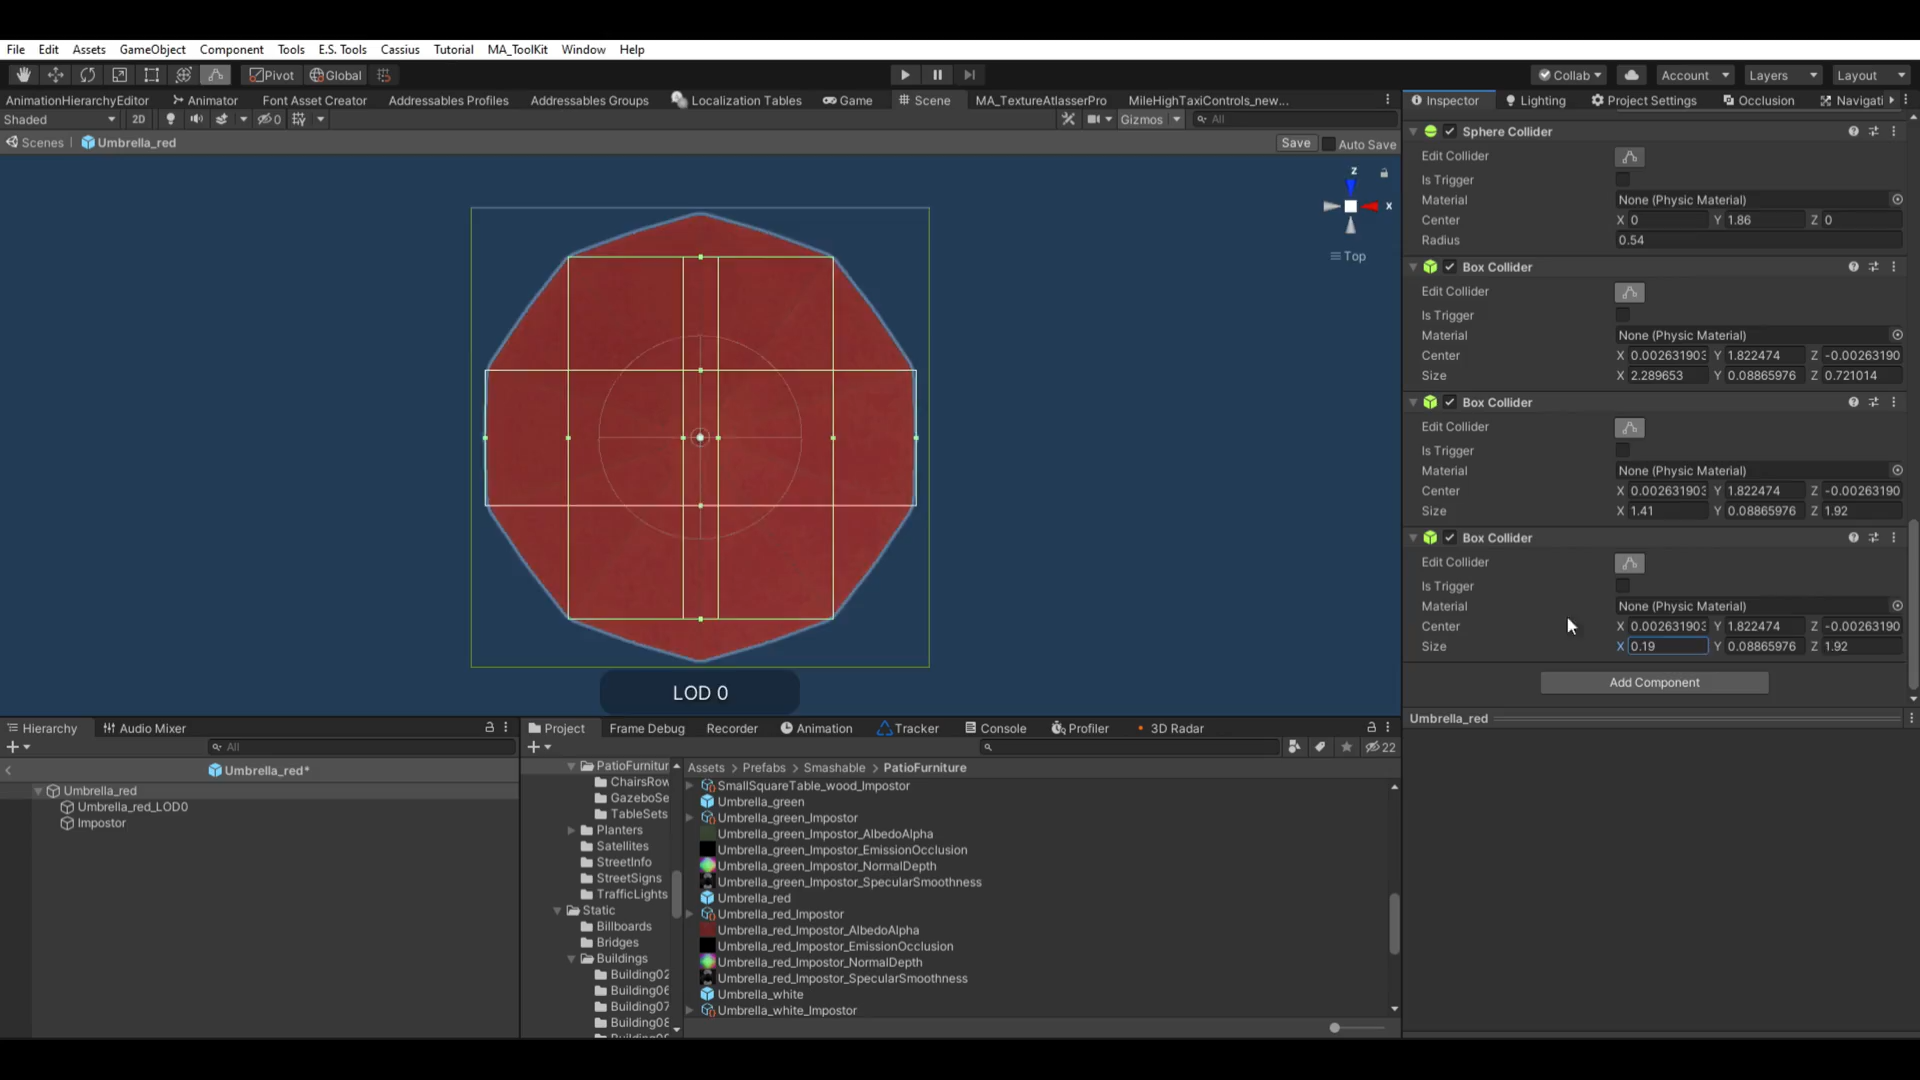 File Edit Assets GameObject Component Tools E.S. Tools Cassius Tutorial MA_ToolKit Window Help
Pivot Global Collab Account Layers Layout
AnimationHierarchyEditor Animator Font Asset Creator Addressables Profiles Addressables Groups Localization Tables Game Scene MA_TextureAtlasserPro MileHighTaxiControls_new... Inspector Lighting Project Settings Occlusion Navigati
Shaded 2D 0 Gizmos All
Scenes Umbrella_red Save Auto Save
z
x
Top
LOD 0
Sphere Collider
Edit Collider
Is Trigger
Material None (Physic Material)
Center X 0 Y 1.86 Z 0
Radius 0.54
Box Collider
Edit Collider
Is Trigger
Material None (Physic Material)
Center X 0.002631903 Y 1.822474 Z -0.00263190
Size X 2.289653 Y 0.08865976 Z 0.721014
Box Collider
Edit Collider
Is Trigger
Material None (Physic Material)
Center X 0.002631903 Y 1.822474 Z -0.00263190
Size X 1.41 Y 0.08865976 Z 1.92
Box Collider
Edit Collider
Is Trigger
Material None (Physic Material)
Center X 0.002631903 Y 1.822474 Z -0.00263190
Size X 0.19 Y 0.08865976 Z 1.92
Add Component
Umbrella_red
Hierarchy Audio Mixer
All
Umbrella_red*
Umbrella_red
Umbrella_red_LOD0
Impostor
Project Frame Debug Recorder Animation Tracker Console Profiler 3D Radar
22
PatioFurnitur
ChairsRow
GazeboSe
TableSets
Planters
Satellites
StreetInfo
StreetSigns
TrafficLights
Static
Billboards
Bridges
Buildings
Building02
Building06
Building07
Building08
Assets > Prefabs > Smashable > PatioFurniture
SmallSquareTable_wood_Impostor
Umbrella_green
Umbrella_green_Impostor
Umbrella_green_Impostor_AlbedoAlpha
Umbrella_green_Impostor_EmissionOcclusion
Umbrella_green_Impostor_NormalDepth
Umbrella_green_Impostor_SpecularSmoothness
Umbrella_red
Umbrella_red_Impostor
Umbrella_red_Impostor_AlbedoAlpha
Umbrella_red_Impostor_EmissionOcclusion
Umbrella_red_Impostor_NormalDepth
Umbrella_red_Impostor_SpecularSmoothness
Umbrella_white
Umbrella_white_Impostor